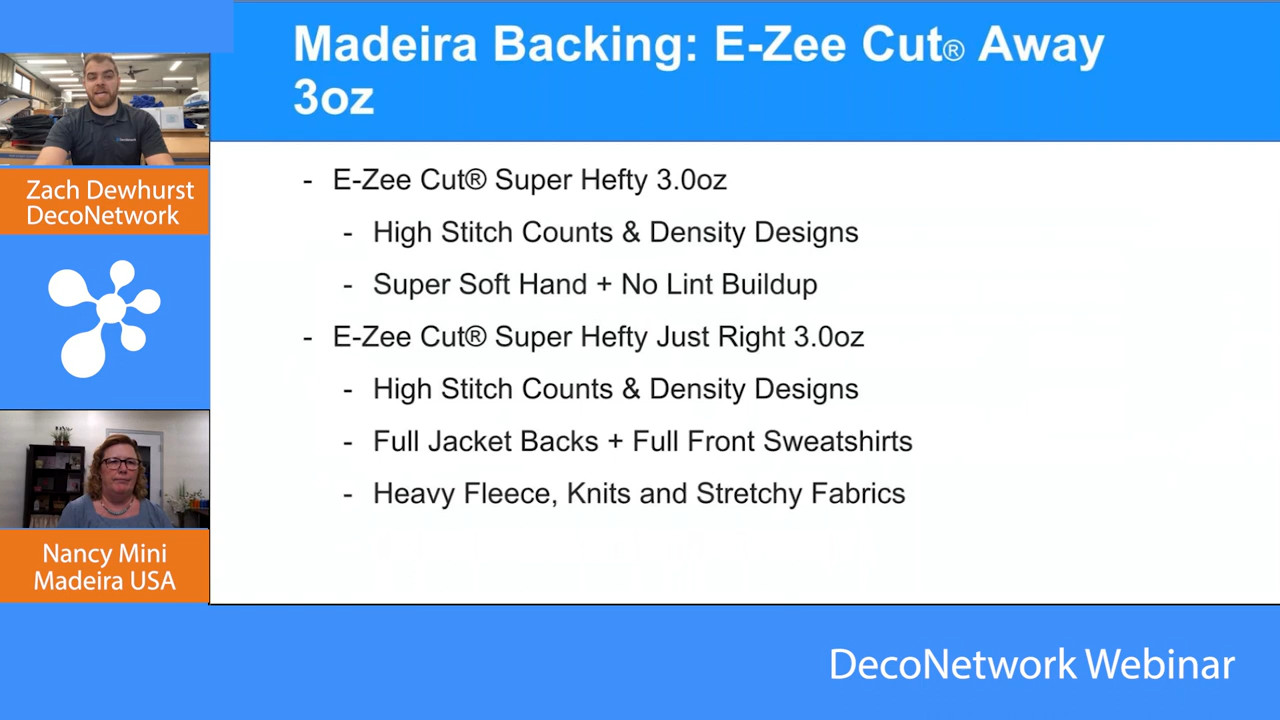 Madeira Backing: E-Zee Cut® Away
3oz
Zach Dewhurst
DecoNetwork
- E-Zee Cut® Super Hefty 3.0oz
- High Stitch Counts & Density Designs
- Super Soft Hand + No Lint Buildup
- E-Zee Cut® Super Hefty Just Right 3.0oz
- High Stitch Counts & Density Designs
- Full Jacket Backs + Full Front Sweatshirts
- Heavy Fleece, Knits and Stretchy Fabrics
Nancy Mini
Madeira USA
DecoNetwork Webinar